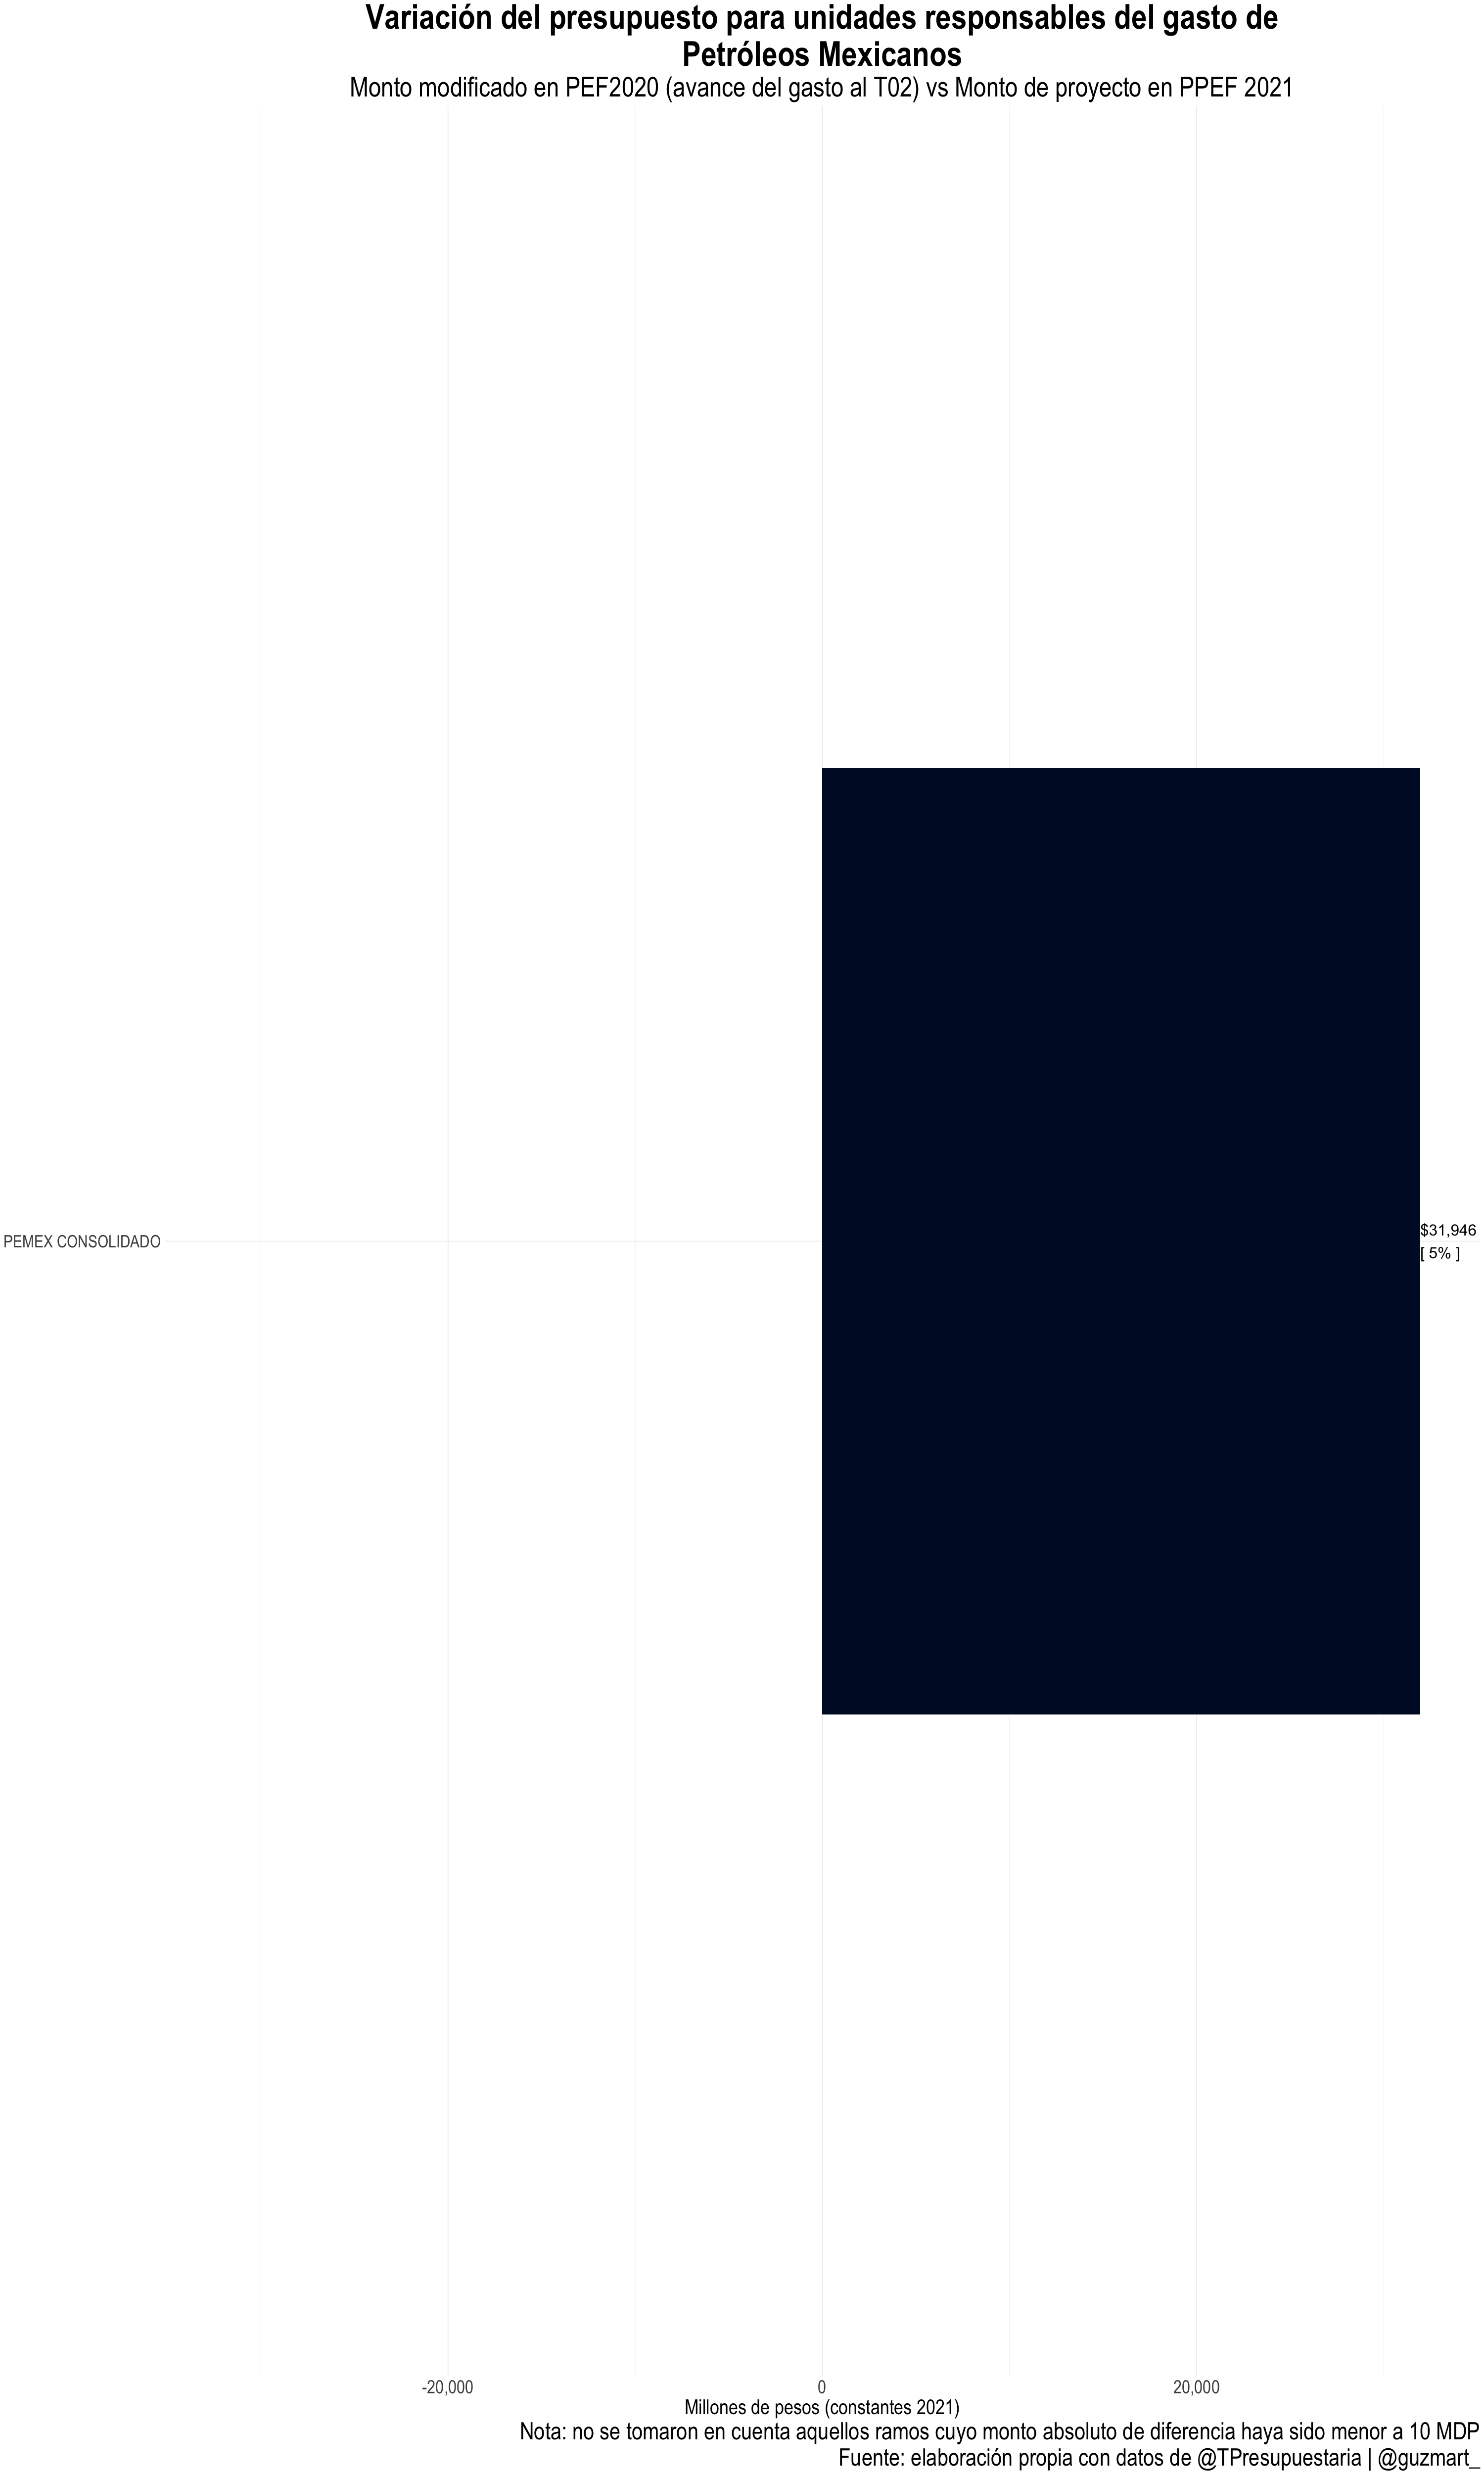 Variación del presupuesto para unidades responsables del gasto de
Petróleos Mexicanos
Monto modificado en PEF2020 (avance del gasto al T02) vs Monto de proyecto en PPEF 2021
PEMEX CONSOLIDADO
$31,946
[ 5% ]
-20,000 0 20,000
Millones de pesos (constantes 2021)
Nota: no se tomaron en cuenta aquellos ramos cuyo monto absoluto de diferencia haya sido menor a 10 MDP
Fuente: elaboración propia con datos de @TPresupuestaria | @guzmart_